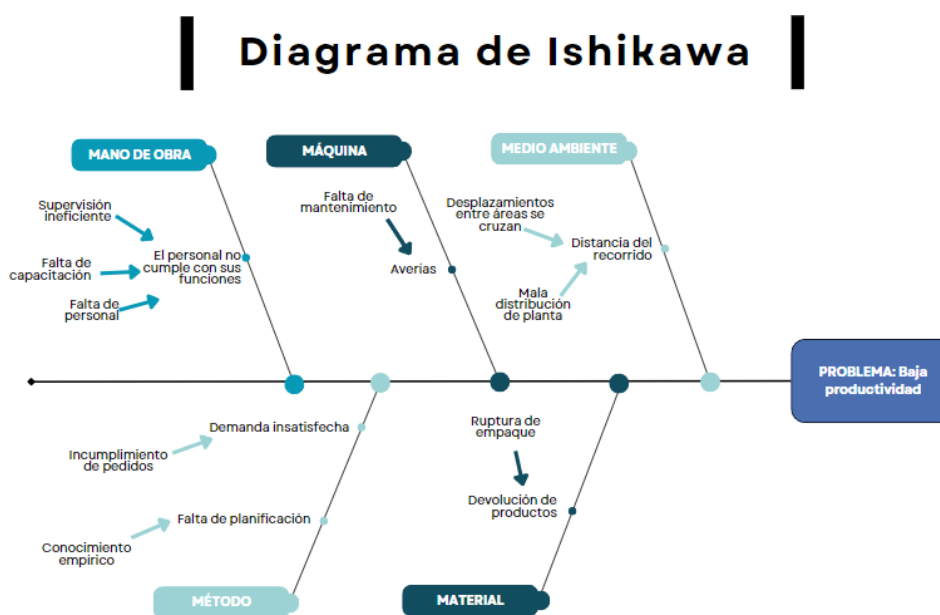 Diagrama de Ishikawa
MANO DE OBRA
MÁQUINA
MEDIO AMBIENTE
Supervisión
ineficiente
Falta de
capacitación
Falta de
personal
El personal no
cumple con sus
funciones
Falta de
mantenimiento
Averias
Desplazamientos
entre áreas se
cruzan
Distancia del
recorrido
Mala
distribución
de planta
PROBLEMA: Baja
productividad
Demanda insatisfecha
Incumplimiento
de pedidos
Falta de planificación
Conocimiento
empirico
Ruptura de
empaque
Devolución de
productos
MÉTODO
MATERIAL